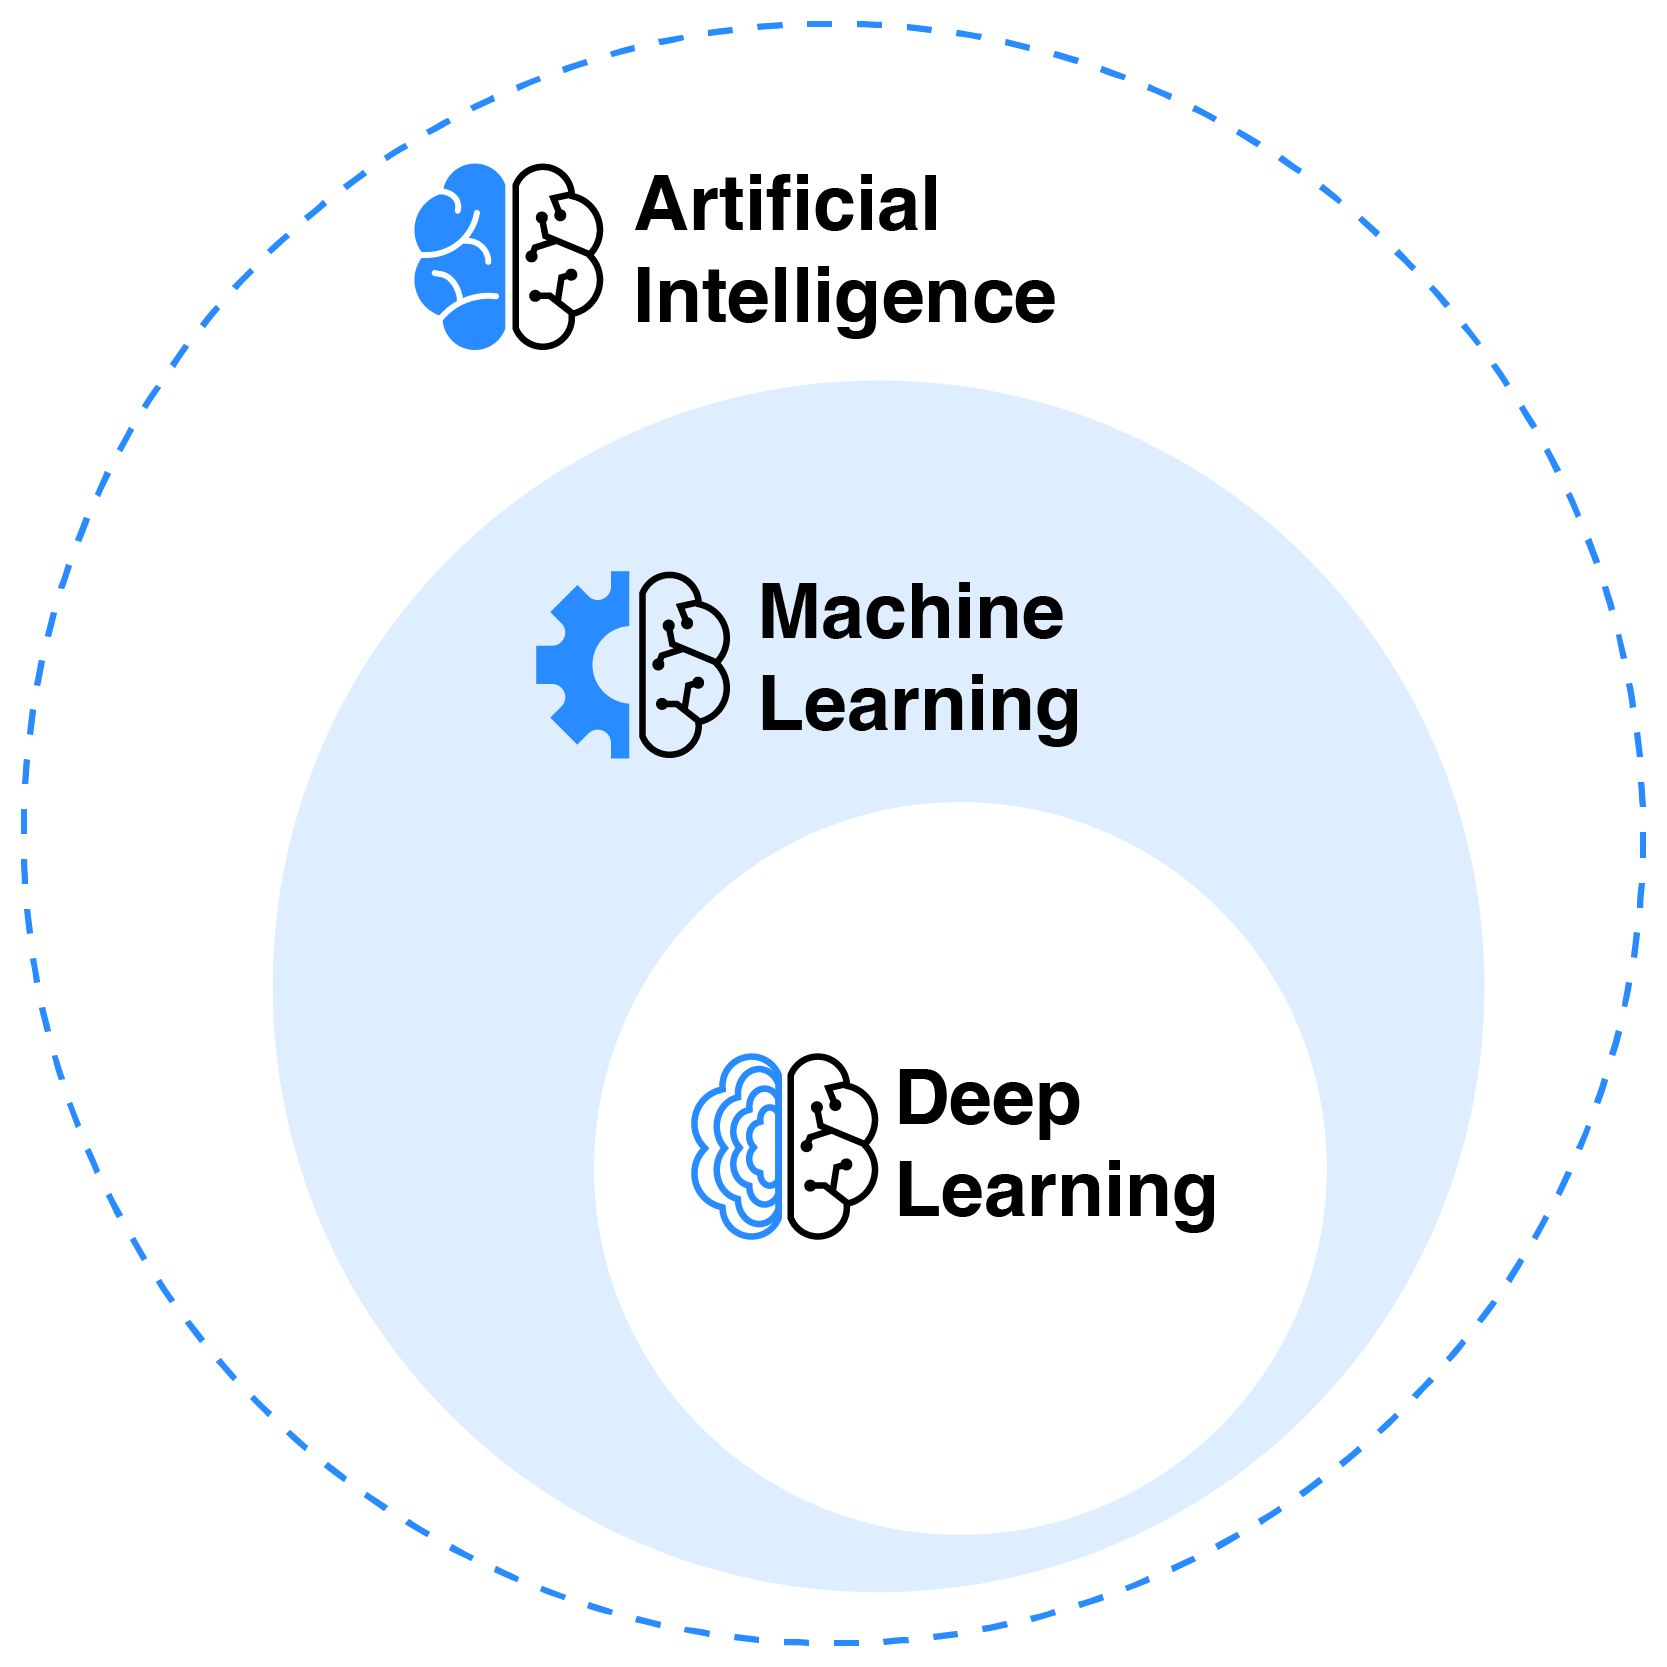 Artificial
Intelligence
Machine
Learning
Deep
Learning